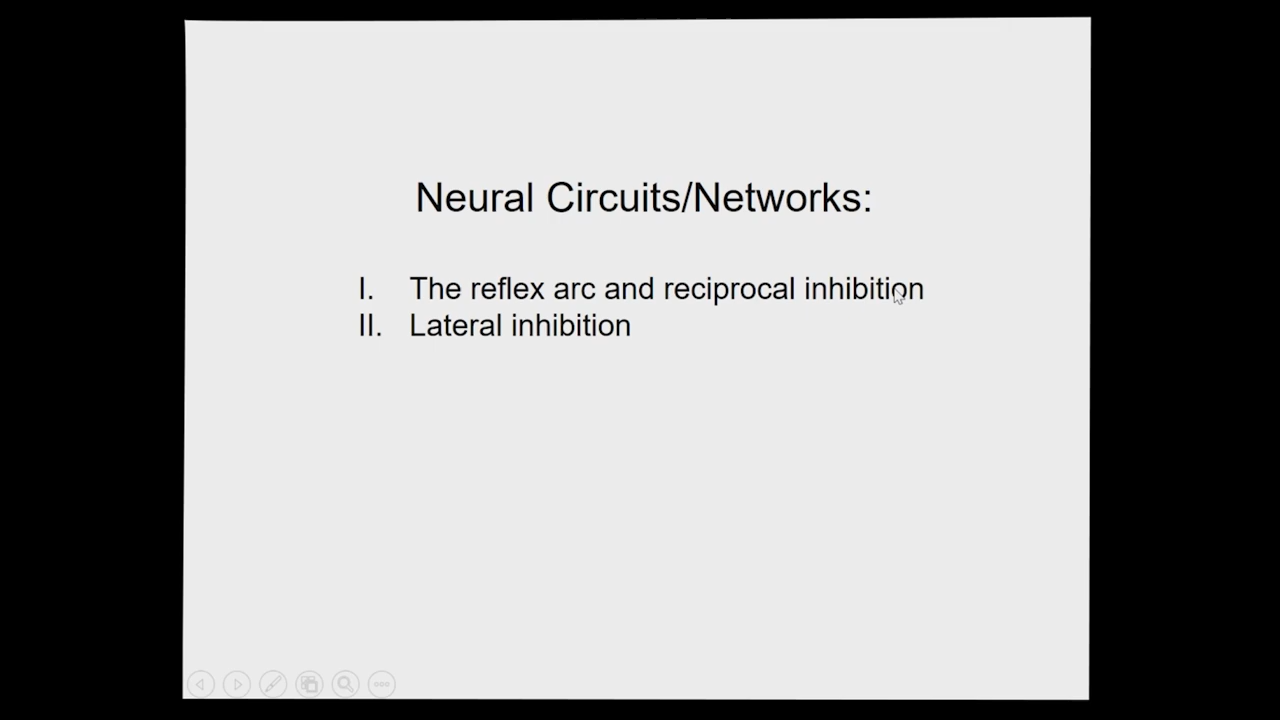 Neural Circuits/Networks:
I. The reflex arc and reciprocal inhibition
II. Lateral inhibition